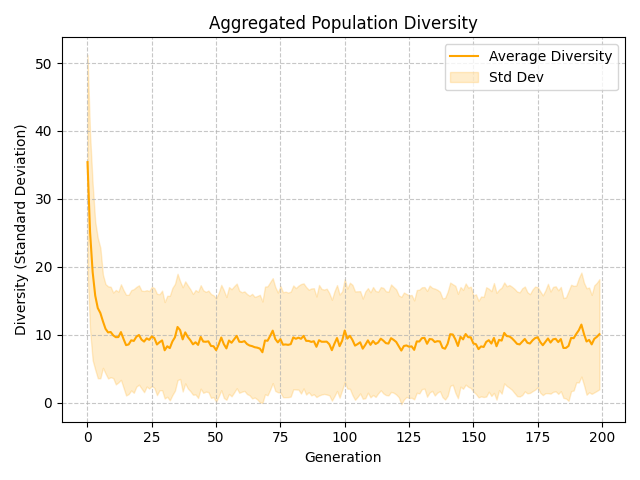 Aggregated Population Diversity
Average Diversity
Std Dev
Diversity (Standard Deviation)
50
40
30
20
10
0
0 25 50 75 100 125 150 175 200
Generation